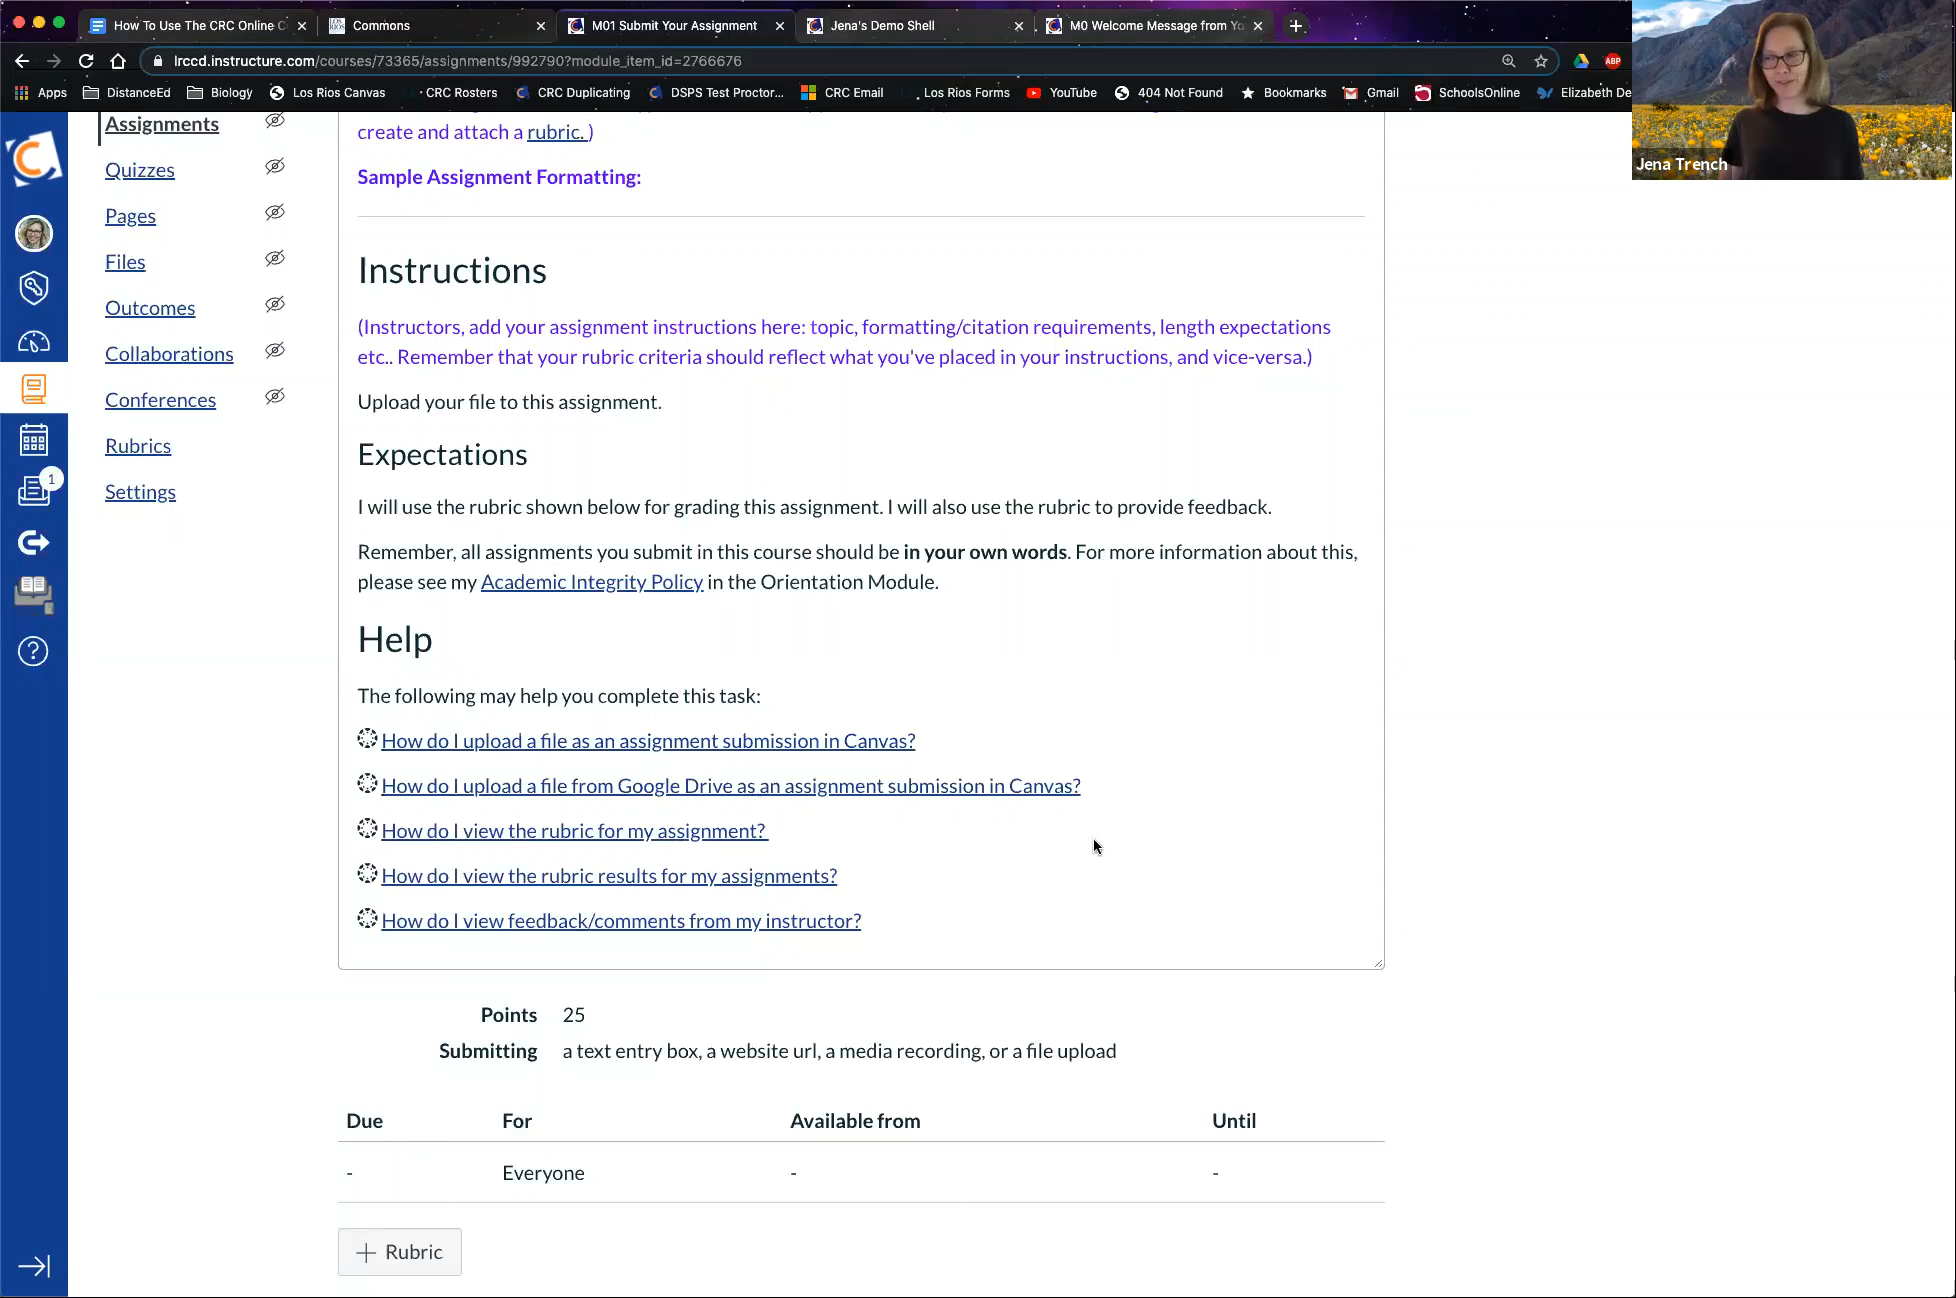 How To Use The CRC Online C
Commons
M01 Submit Your Assignment
Jena's Demo Shell
M0 Welcome Message from Yo
lrccd.instructure.com/courses/73365/assignments/992790?module_item_id=2766676
ABP
Apps
DistanceEd
Biology
Los Rios Canvas
CRC Rosters
CRC Duplicating
DSPS Test Proctor...
CRC Email
Los Rios Forms
YouTube
404 Not Found
Bookmarks
Gmail
SchoolsOnline
Elizabeth De
Jena Trench
Assignments
Quizzes
Pages
Files
Outcomes
Collaborations
Conferences
Rubrics
Settings
1
create and attach a rubric. )
Sample Assignment Formatting:
Instructions
(Instructors, add your assignment instructions here: topic, formatting/citation requirements, length expectations
etc.. Remember that your rubric criteria should reflect what you've placed in your instructions, and vice-versa.)
Upload your file to this assignment.
Expectations
I will use the rubric shown below for grading this assignment. I will also use the rubric to provide feedback.
Remember, all assignments you submit in this course should be in your own words. For more information about this,
please see my Academic Integrity Policy in the Orientation Module.
Help
The following may help you complete this task:
How do I upload a file as an assignment submission in Canvas?
How do I upload a file from Google Drive as an assignment submission in Canvas?
How do I view the rubric for my assignment?
How do I view the rubric results for my assignments?
How do I view feedback/comments from my instructor?
Points 25
Submitting a text entry box, a website url, a media recording, or a file upload
Due For Available from Until
- Everyone - -
+ Rubric